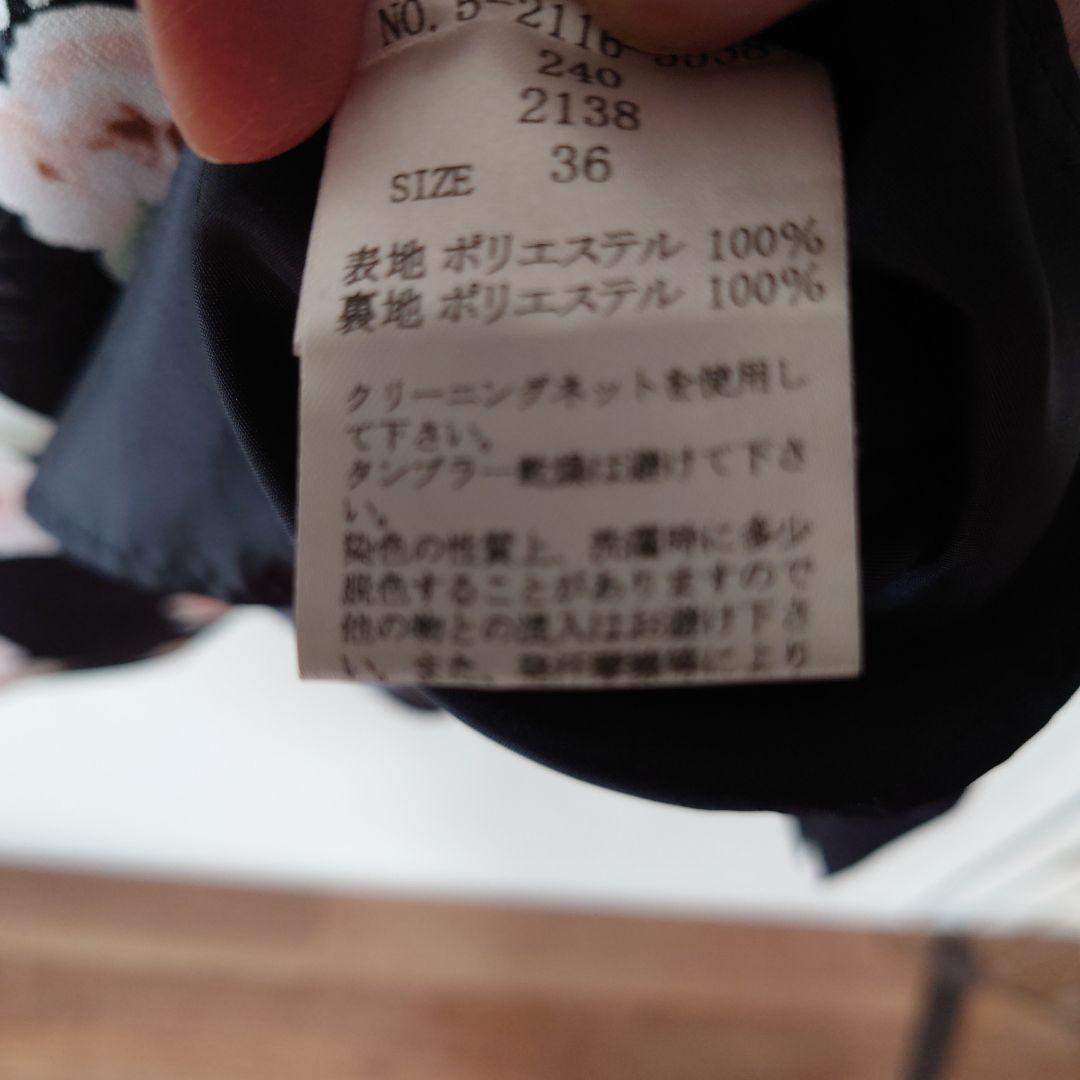 NO. 5-2116
240
2138
SIZE 36
表地 ポリエステル 100%
裏地 ポリエステル 100%
クリーニングネットを使用し
て下さい。
タンブラー乾燥は避けて下さ
い。
染色の性質上、洗濯時に多少
脱色することがありますので
他の物との混入はお避け下さ
い。また、
により